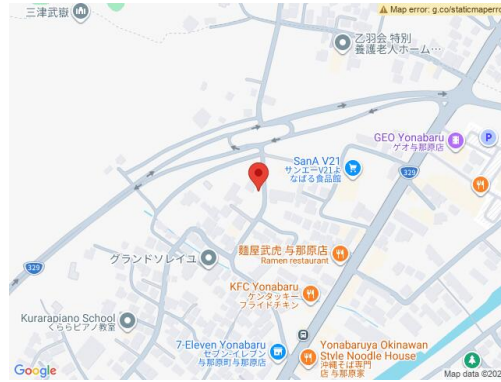 三津武嶽
⚠ Map error: g.co/staticmaperro
乙羽会 特別
養護老人ホーム…
GEO Yonabaru
ゲオ与那原店
P
SanA V21
サンエーV21よ
なばる食品館
329
麵屋武虎 与那原店
Ramen restaurant
グランドソレイユ
329
KFC Yonabaru
ケンタッキー
フライドチキン
Kurarapiano School
くららピアノ教室
7-Eleven Yonabaru
セブン-イレブン
与那原町与那原店
Yonabaruya Okinawan
Style Noodle House
沖縄そば専門
店 与那原家
Google
Map data ©202